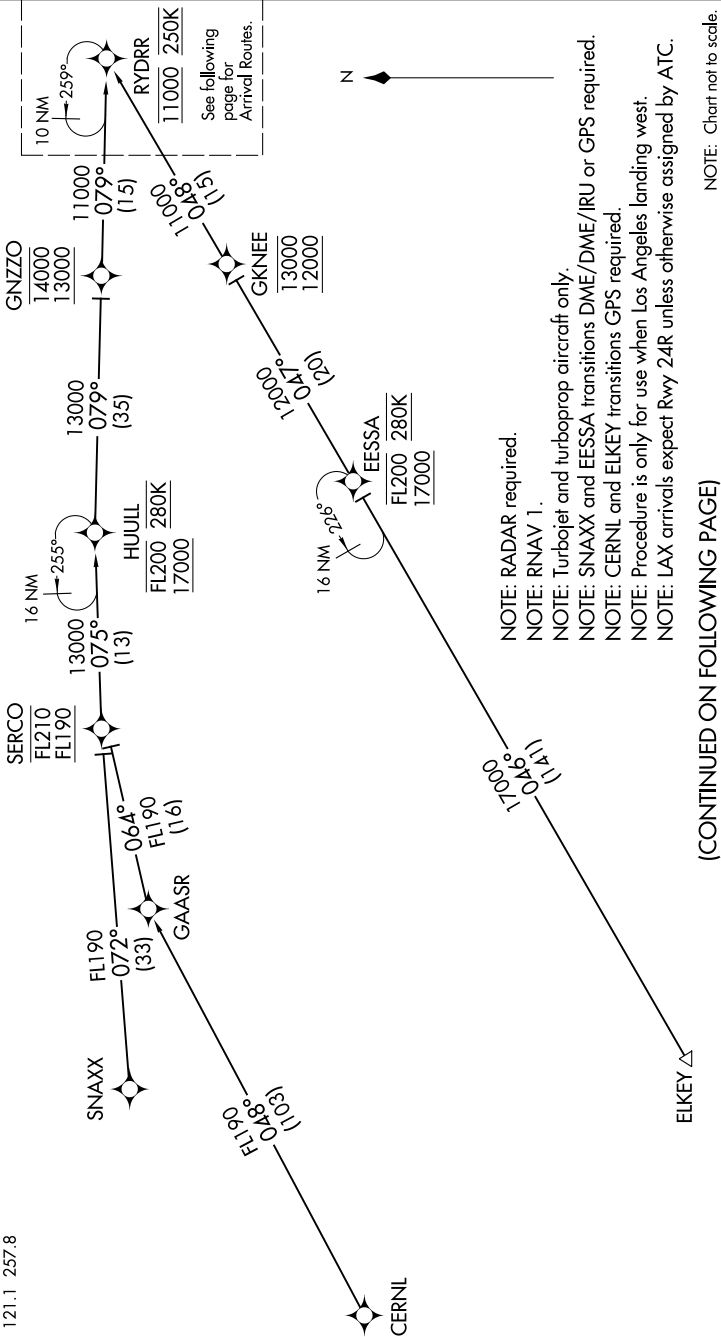 121.1 257.8
SNAXX
FL190
072°
(33)
CERNL
FL190
048°
(103)
GAASR
064°
FL190
(16)
SERCO
FL210
FL190
13000
075°
(13)
16 NM
255°
HUULL
FL200 280K
17000
13000
079°
(35)
GNZZO
14000
13000
11000
079°
(15)
10 NM
259°
RYDRR
11000 250K
See following
page for
Arrival Routes.
ELKEY
17000
046°
(141)
16 NM
226°
EESSA
FL200 280K
17000
12000
047°
(20)
GKNEE
13000
12000
11000
048°
(15)
N
NOTE: RADAR required.
NOTE: RNAV 1.
NOTE: Turbojet and turboprop aircraft only.
NOTE: SNAXX and EESSA transitions DME/DME/IRU or GPS required.
NOTE: CERNL and ELKEY transitions GPS required.
NOTE: Procedure is only for use when Los Angeles landing west.
NOTE: LAX arrivals expect Rwy 24R unless otherwise assigned by ATC.
NOTE: Chart not to scale.
(CONTINUED ON FOLLOWING PAGE)